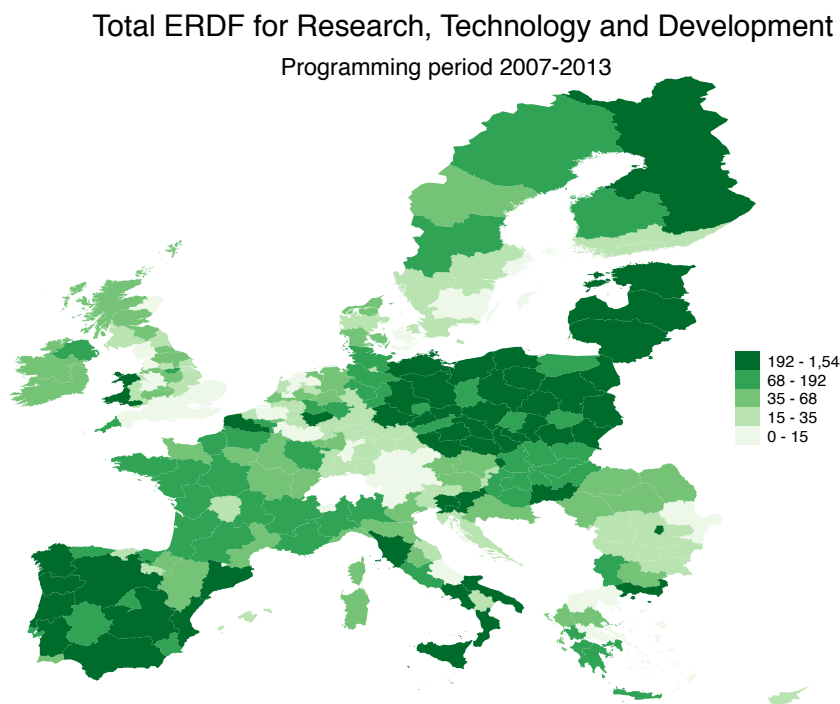 Total ERDF for Research, Technology and Development
Programming period 2007-2013
192 - 1,54
68 - 192
35 - 68
15 - 35
0 - 15